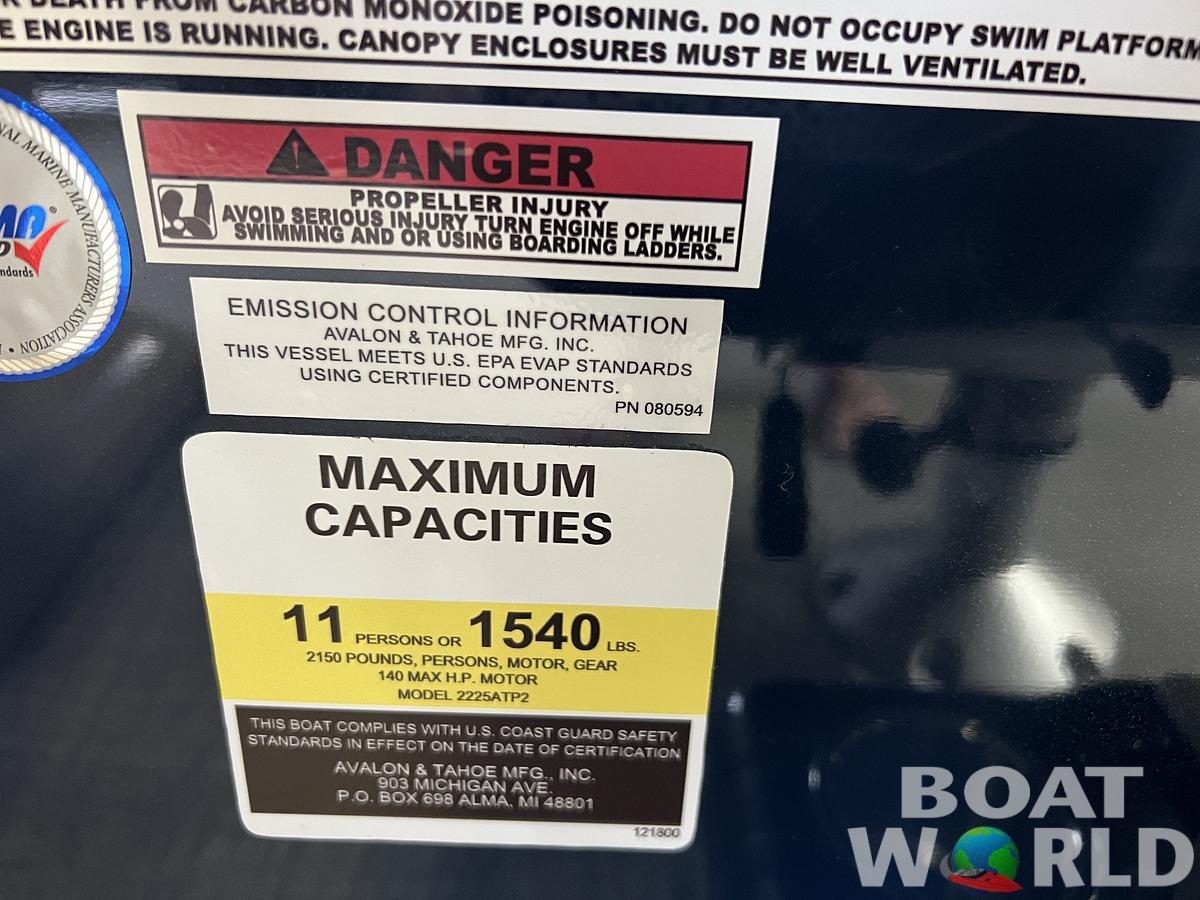 DEATH FROM CARBON MONOXIDE POISONING. DO NOT OCCUPY SWIM PLATFORM
ENGINE IS RUNNING. CANOPY ENCLOSURES MUST BE WELL VENTILATED.
MARINE MANUFACTURERS ASSOCIATION •
®
DANGER
PROPELLER INJURY
AVOID SERIOUS INJURY TURN ENGINE OFF WHILE
SWIMMING AND OR USING BOARDING LADDERS.
EMISSION CONTROL INFORMATION
AVALON & TAHOE MFG. INC.
THIS VESSEL MEETS U.S. EPA EVAP STANDARDS
USING CERTIFIED COMPONENTS.
PN 080594
MAXIMUM
CAPACITIES
11 PERSONS OR 1540 LBS.
2150 POUNDS, PERSONS, MOTOR, GEAR
140 MAX H.P. MOTOR
MODEL 2225ATP2
THIS BOAT COMPLIES WITH U.S. COAST GUARD SAFETY
STANDARDS IN EFFECT ON THE DATE OF CERTIFICATION
AVALON & TAHOE MFG., INC.
903 MICHIGAN AVE.
P.O. BOX 698 ALMA, MI 48801
121800
BOAT
WORLD